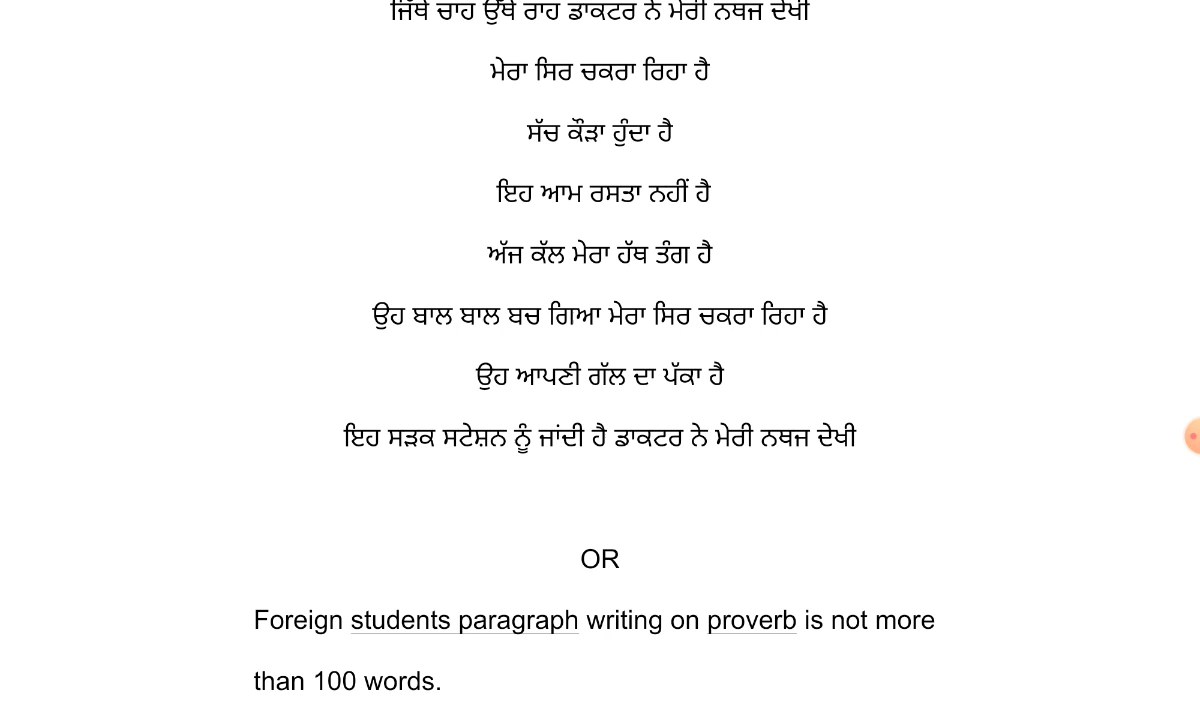 ਜਿੱਥੇ ਚਾਹ ਉੱਥੇ ਰਾਹ ਡਾਕਟਰ ਨੇ ਮੇਰੀ ਨਥਜ ਦੇਖੀ
ਮੇਰਾ ਸਿਰ ਚਕਰਾ ਰਿਹਾ ਹੈ
ਸੱਚ ਕੌੜਾ ਹੁੰਦਾ ਹੈ
ਇਹ ਆਮ ਰਸਤਾ ਨਹੀਂ ਹੈ
ਅੱਜ ਕੱਲ ਮੇਰਾ ਹੱਥ ਤੰਗ ਹੈ
ਉਹ ਬਾਲ ਬਾਲ ਬਚ ਗਿਆ ਮੇਰਾ ਸਿਰ ਚਕਰਾ ਰਿਹਾ ਹੈ
ਉਹ ਆਪਣੀ ਗੱਲ ਦਾ ਪੱਕਾ ਹੈ
ਇਹ ਸੜਕ ਸਟੇਸ਼ਨ ਨੂੰ ਜਾਂਦੀ ਹੈ ਡਾਕਟਰ ਨੇ ਮੇਰੀ ਨਥਜ ਦੇਖੀ
OR
Foreign students paragraph writing on proverb is not more
than 100 words.